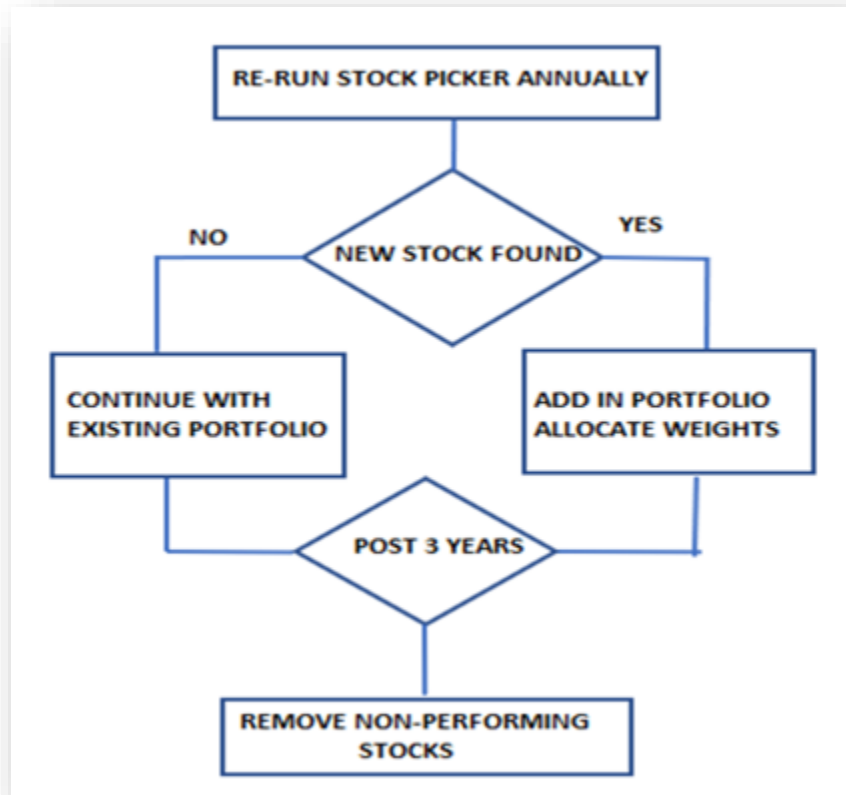 RE-RUN STOCK PICKER ANNUALLY
NO
YES
NEW STOCK FOUND
CONTINUE WITH
EXISTING PORTFOLIO
ADD IN PORTFOLIO
ALLOCATE WEIGHTS
POST 3 YEARS
REMOVE NON-PERFORMING
STOCKS